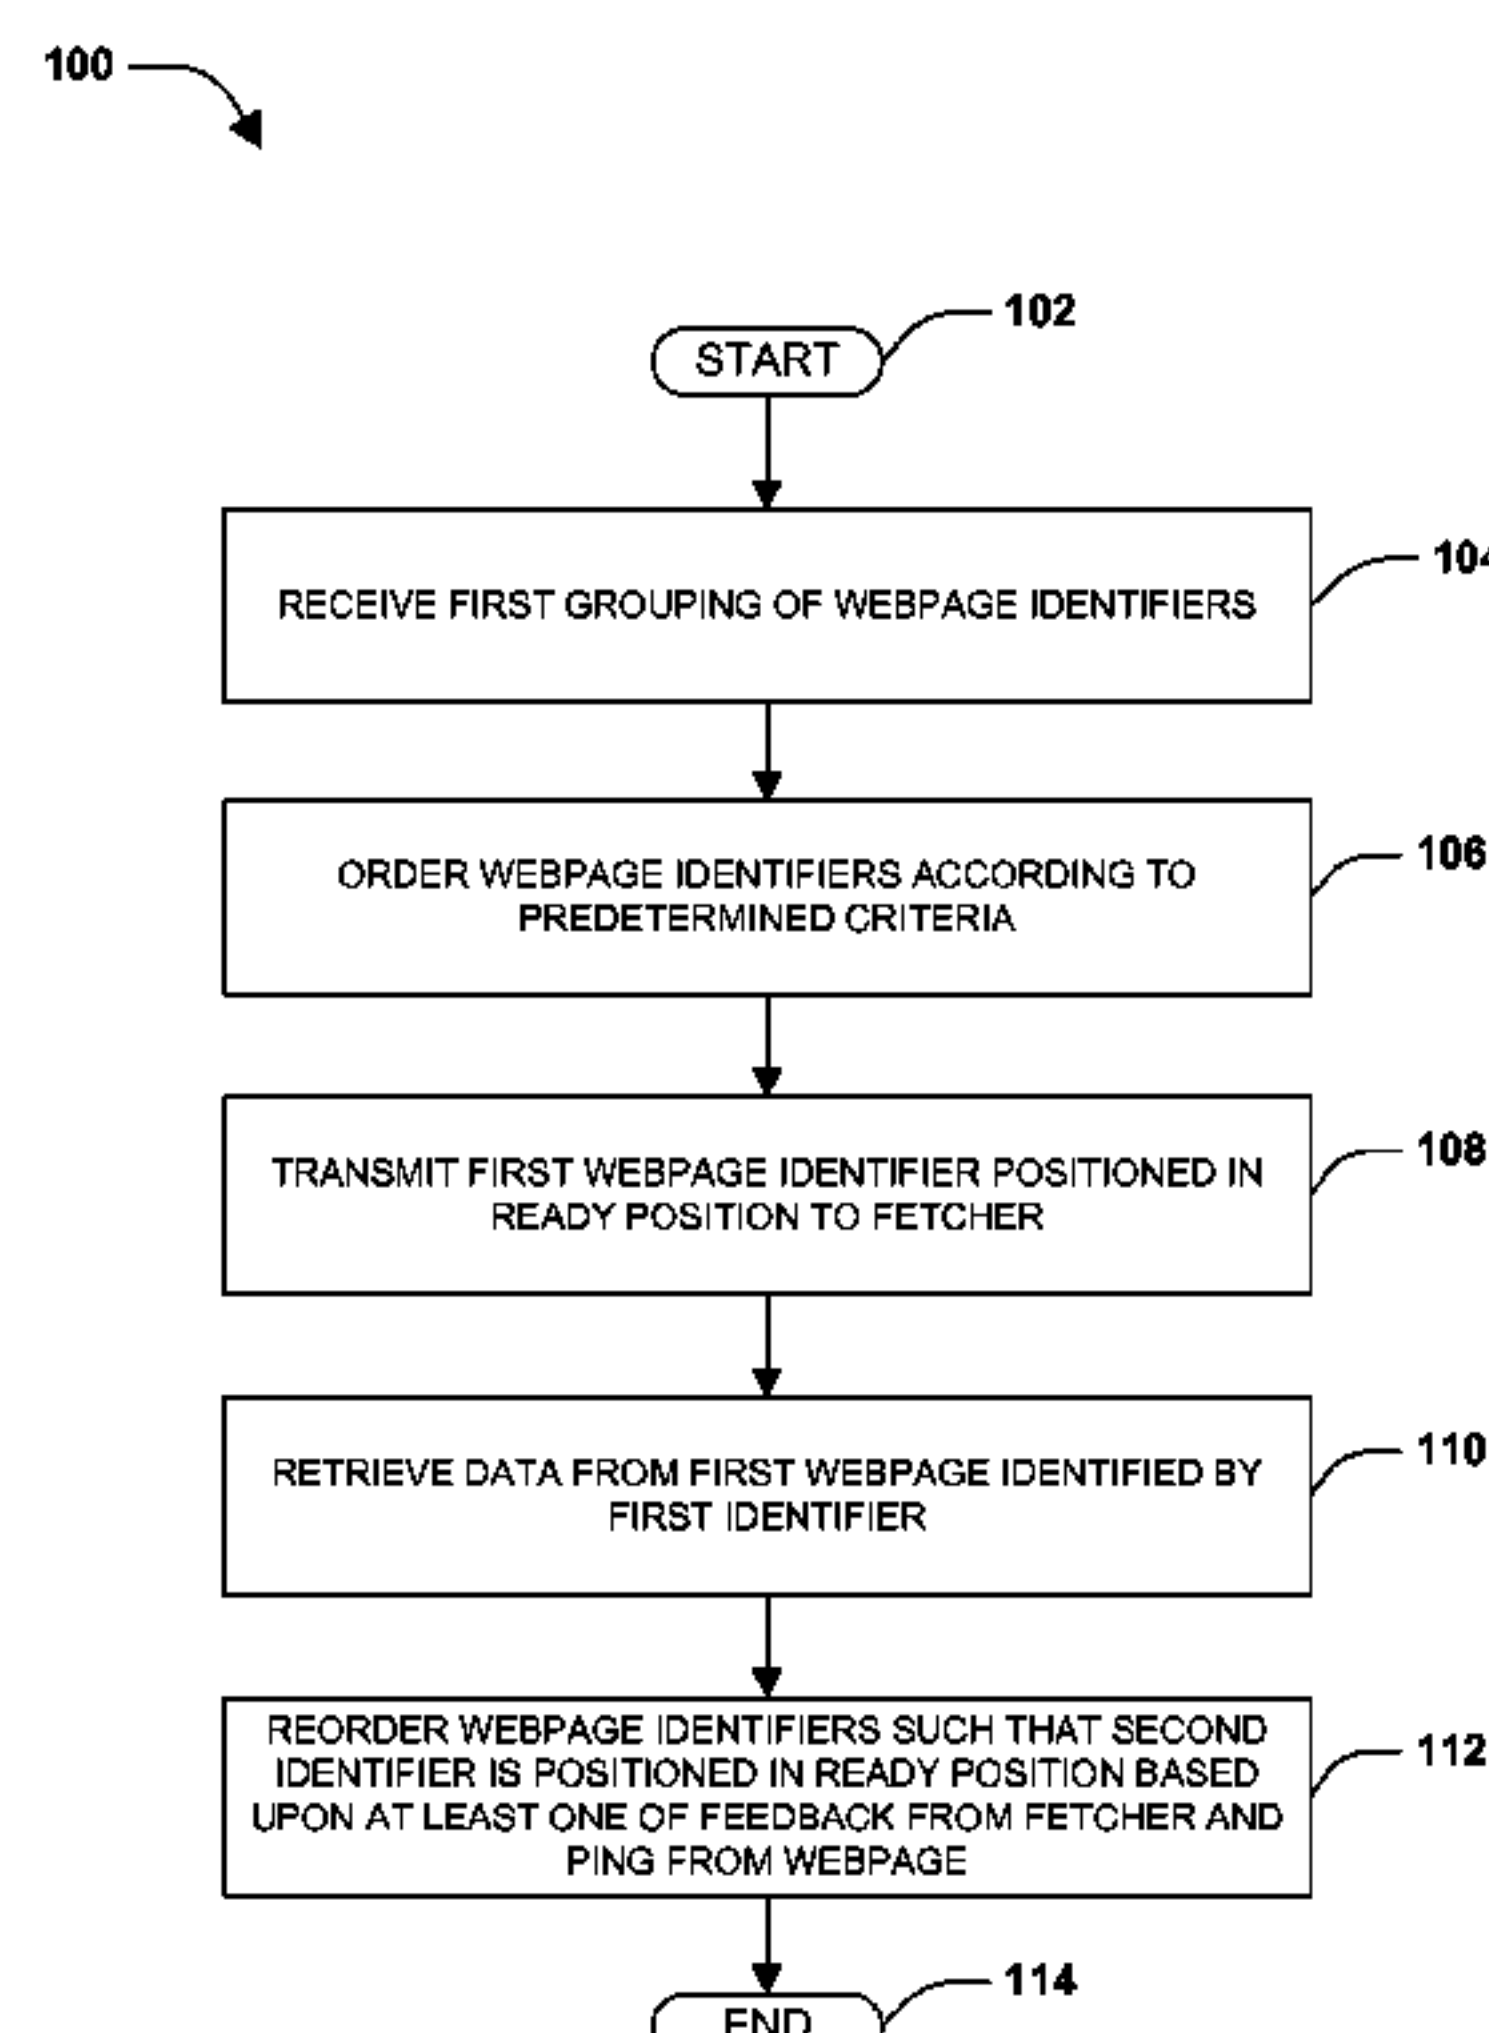 100
102
START
104
RECEIVE FIRST GROUPING OF WEBPAGE IDENTIFIERS
106
ORDER WEBPAGE IDENTIFIERS ACCORDING TO
PREDETERMINED CRITERIA
108
TRANSMIT FIRST WEBPAGE IDENTIFIER POSITIONED IN
READY POSITION TO FETCHER
110
RETRIEVE DATA FROM FIRST WEBPAGE IDENTIFIED BY
FIRST IDENTIFIER
112
REORDER WEBPAGE IDENTIFIERS SUCH THAT SECOND
IDENTIFIER IS POSITIONED IN READY POSITION BASED
UPON AT LEAST ONE OF FEEDBACK FROM FETCHER AND
PING FROM WEBPAGE
114
END